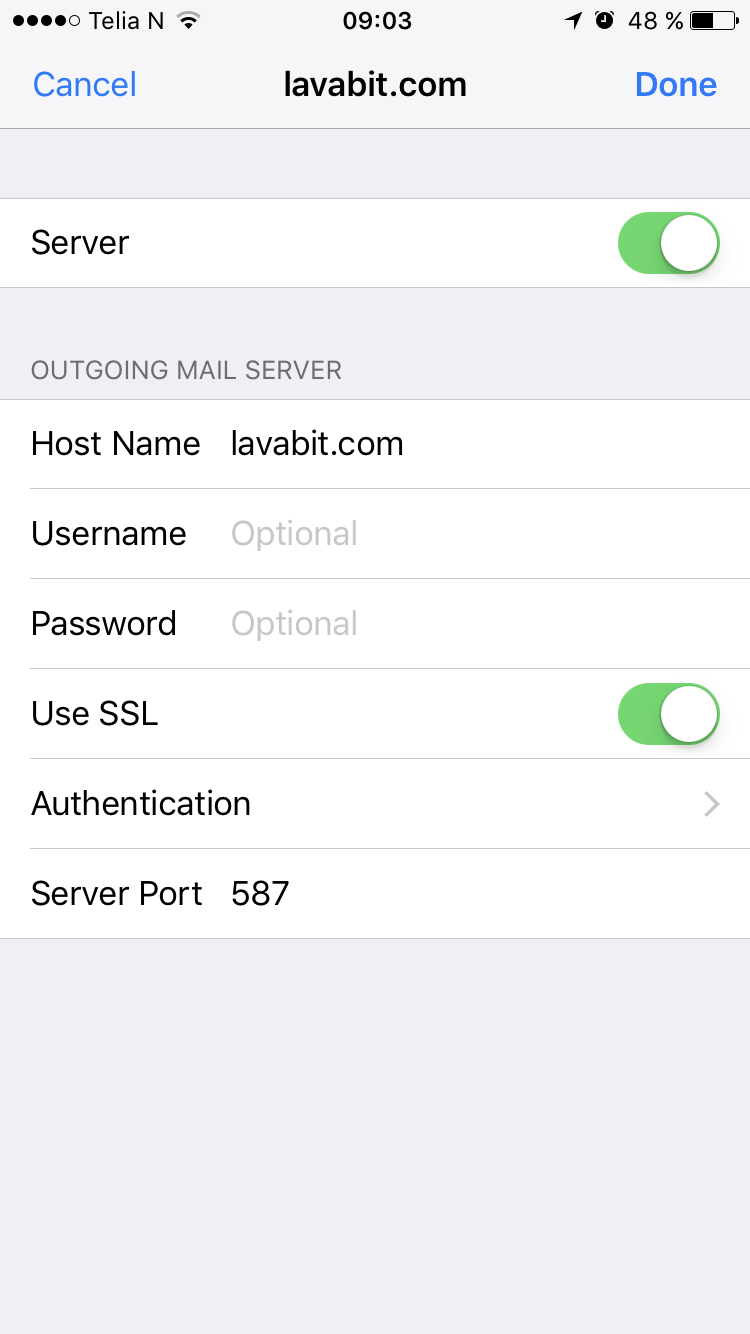 Telia N 09:03 48 %
Cancel lavabit.com Done
Server
OUTGOING MAIL SERVER
Host Name lavabit.com
Username Optional
Password Optional
Use SSL
Authentication
Server Port 587